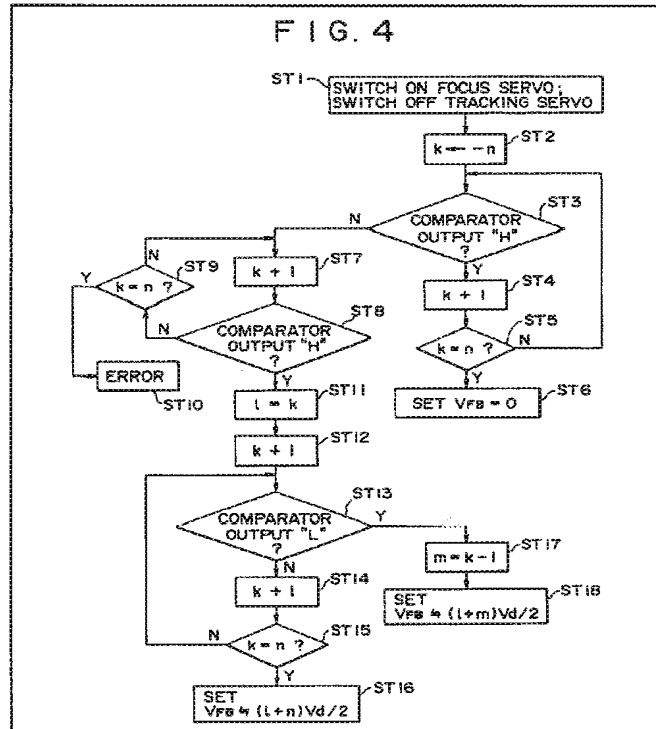 FIG. 4
ST1
SWITCH ON FOCUS SERVO;
SWITCH OFF TRACKING SERVO
ST2
k ← -n
ST3
COMPARATOR
OUTPUT "H"
?
N
Y
ST4
k + 1
ST5
k = n ?
N
Y
ST6
SET VFB = 0
ST7
k + 1
ST8
COMPARATOR
OUTPUT "H"
?
N
Y
ST9
k = n ?
N
Y
ERROR
ST10
ST11
l = k
ST12
k + 1
ST13
COMPARATOR
OUTPUT "L"
?
Y
N
ST14
k + 1
ST15
k = n ?
N
Y
ST16
SET
VFB ≒ (l+n)Vd/2
ST17
m = k - 1
ST18
SET
VFB ≒ (l+m)Vd/2